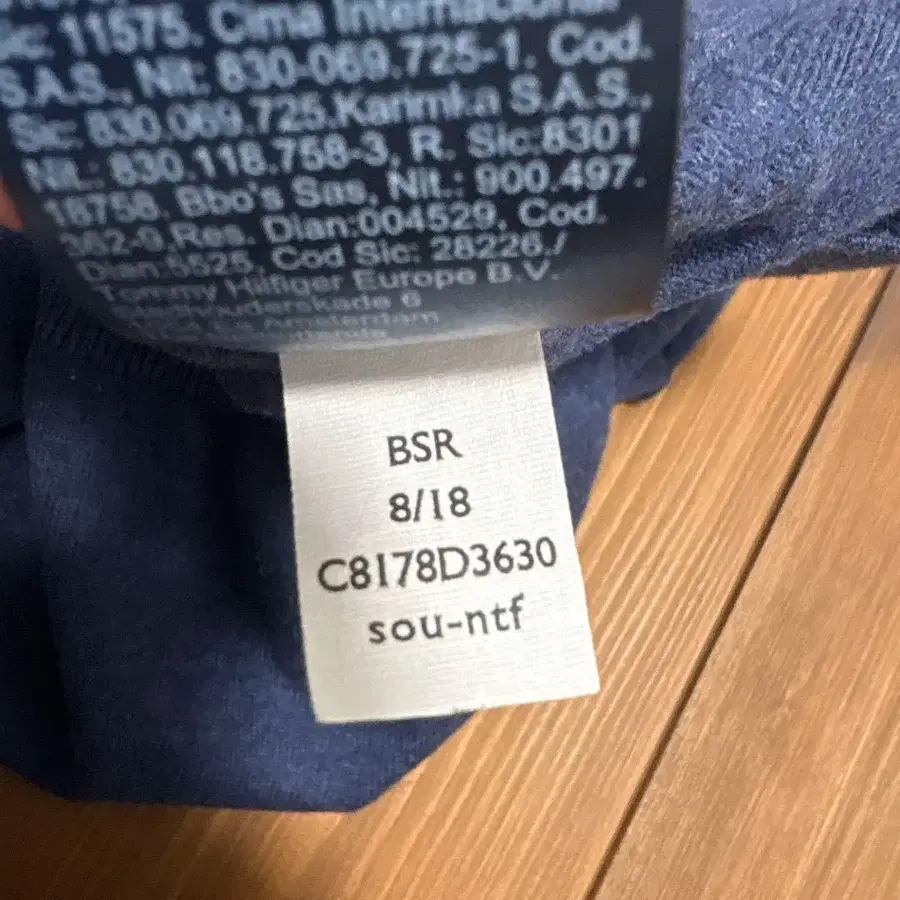 11575. Cima Internacional
S.A.S., Nit: 830-069.725-1. Cod.
Sic: 830.069.725.Karimka S.A.S.,
Nit.: 830.118.758-3, R. Sic:8301
18758. Bbo's Sas, Nit.: 900.497.
362-9,Res. Dian:004529, Cod.
Dian:5525, Cod Sic: 28226./
Tommy Hilfiger Europe B.V.
6
Amsterdam
BSR
8/18
C8178D3630
sou-ntf